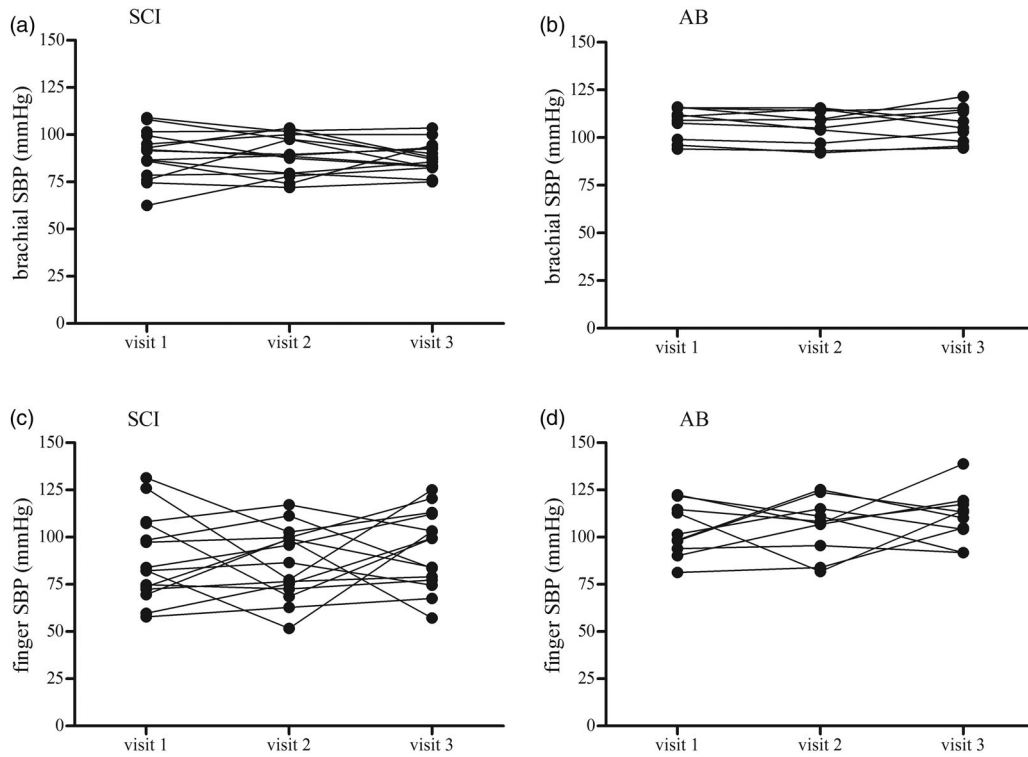 (a) SCI
brachial SBP (mmHg)
150
125
100
75
50
25
0
visit 1 visit 2 visit 3
(b) AB
brachial SBP (mmHg)
150
125
100
75
50
25
0
visit 1 visit 2 visit 3
(c) SCI
finger SBP (mmHg)
150
125
100
75
50
25
0
visit 1 visit 2 visit 3
(d) AB
finger SBP (mmHg)
150
125
100
75
50
25
0
visit 1 visit 2 visit 3